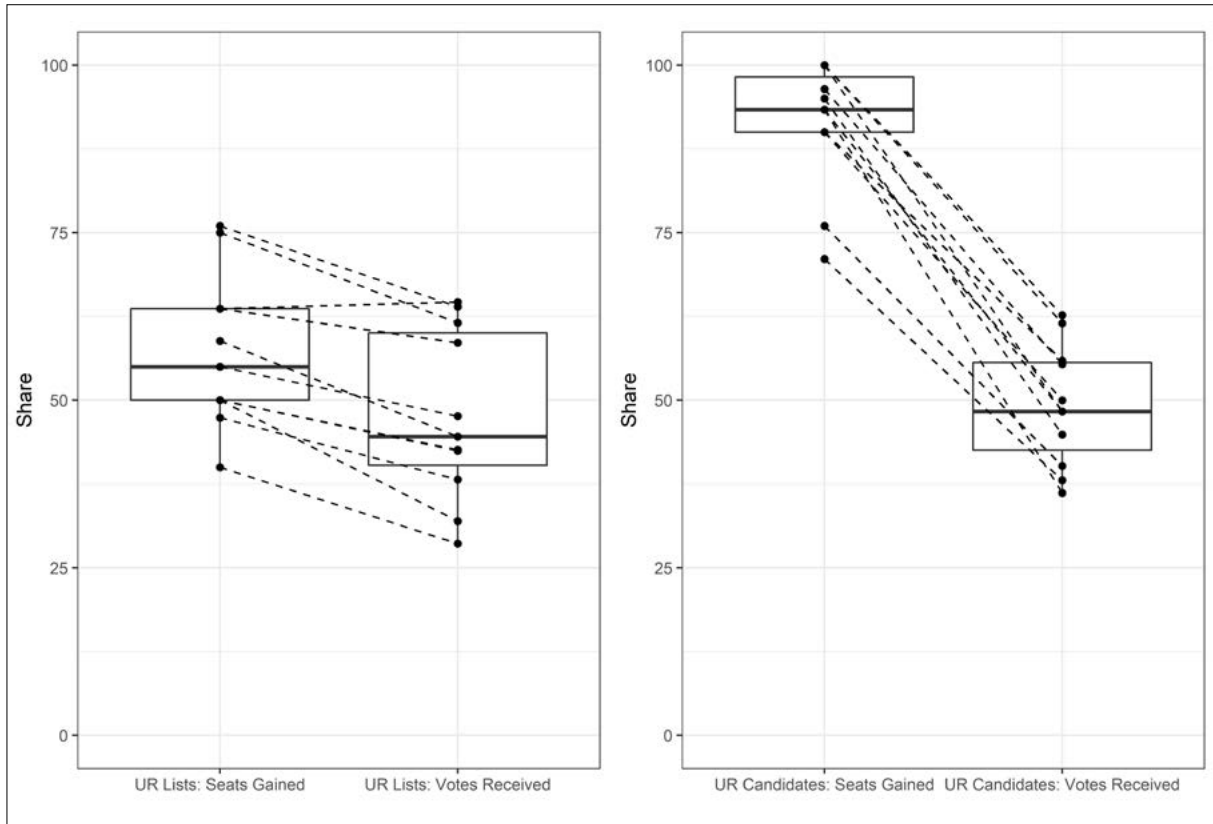 Share
100
75
50
25
0
UR Lists: Seats Gained
UR Lists: Votes Received
Share
100
75
50
25
0
UR Candidates: Seats Gained
UR Candidates: Votes Received